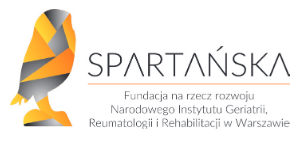 SPARTAŃSKA
Fundacja na rzecz rozwoju
Narodowego Instytutu Geriatrii,
Reumatologii i Rehabilitacji w Warszawie